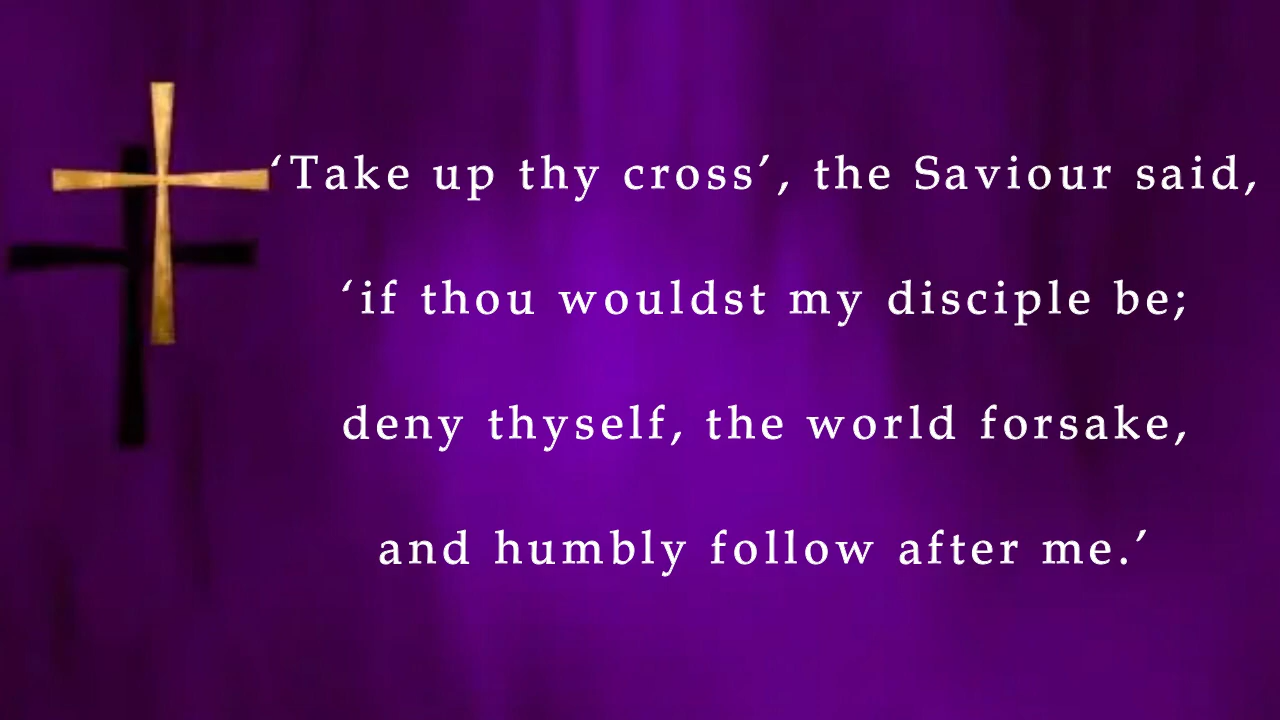 ‘Take up thy cross’, the Saviour said,
‘if thou wouldst my disciple be;
deny thyself, the world forsake,
and humbly follow after me.’